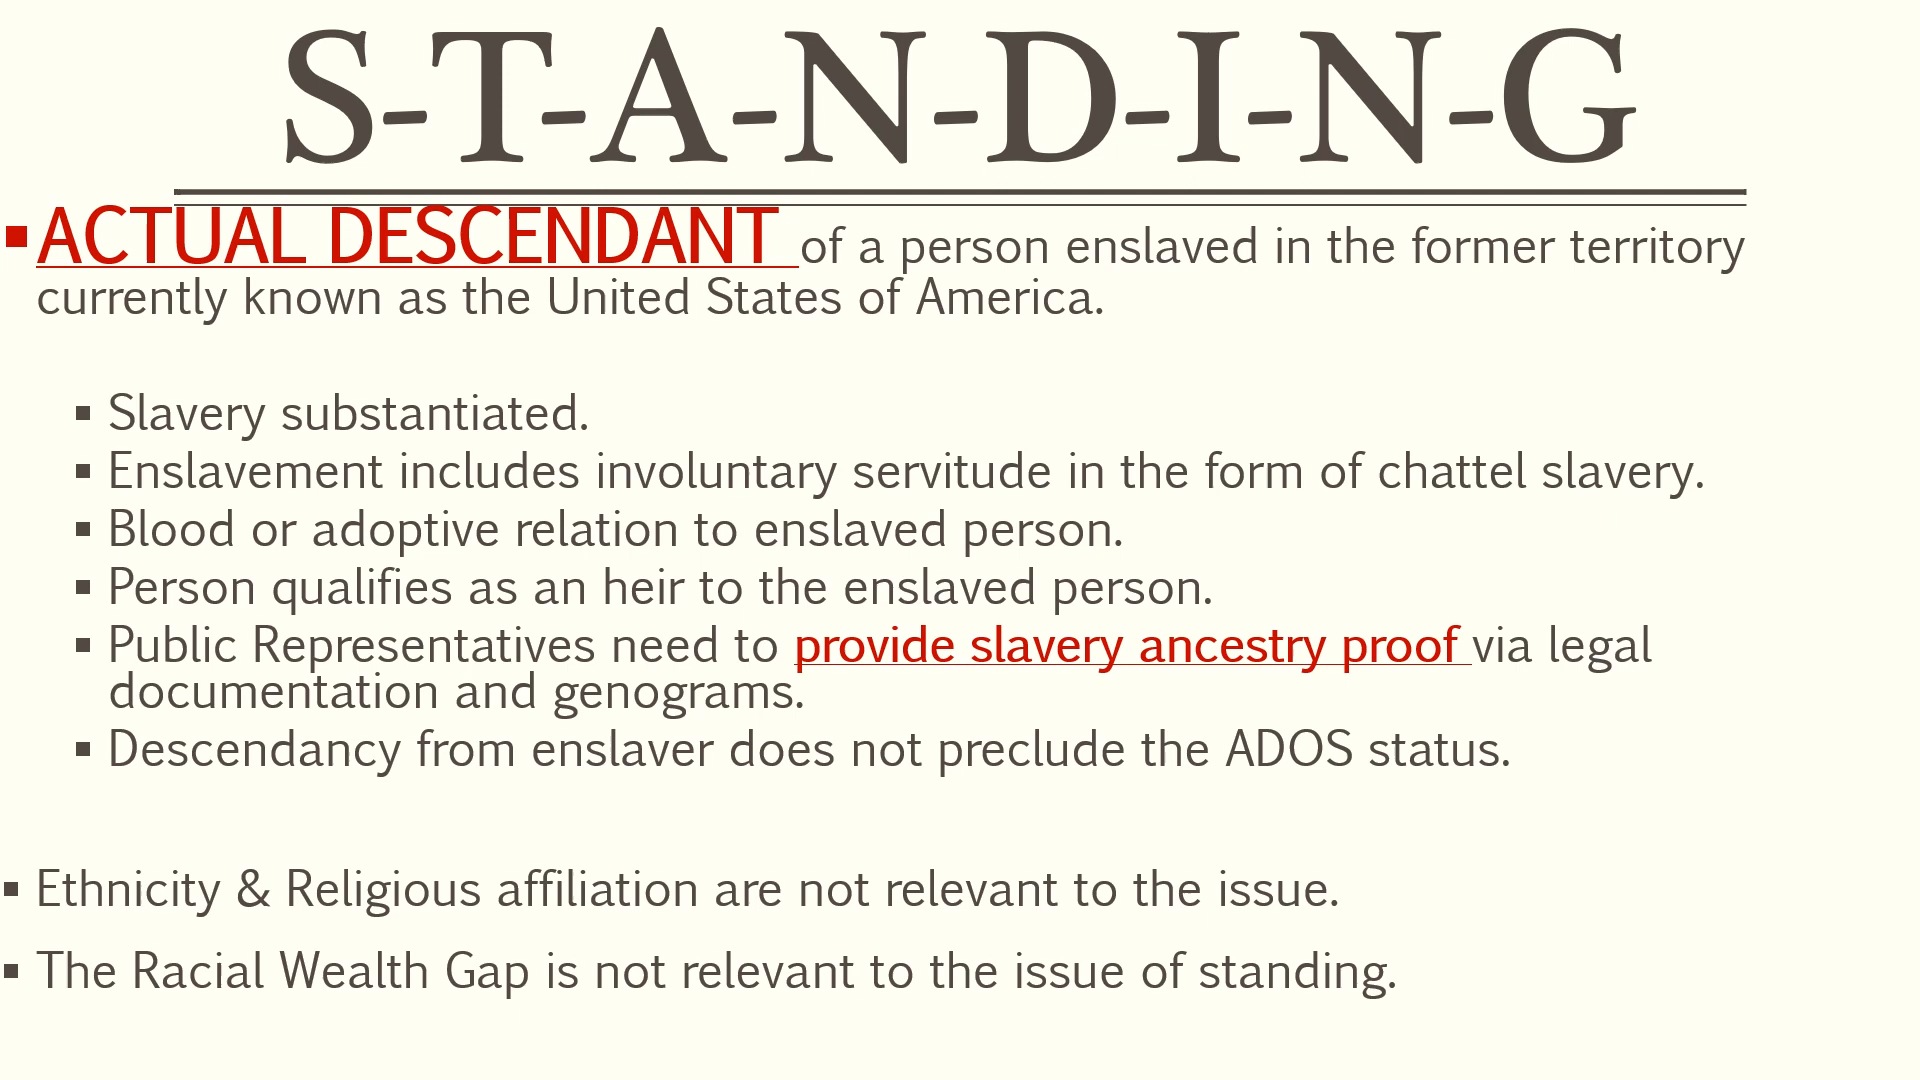 S-T-A-N-D-I-N-G
▪ACTUAL DESCENDANT of a person enslaved in the former territory
currently known as the United States of America.
▪ Slavery substantiated.
▪ Enslavement includes involuntary servitude in the form of chattel slavery.
▪ Blood or adoptive relation to enslaved person.
▪ Person qualifies as an heir to the enslaved person.
▪ Public Representatives need to provide slavery ancestry proof via legal
documentation and genograms.
▪ Descendancy from enslaver does not preclude the ADOS status.
▪ Ethnicity & Religious affiliation are not relevant to the issue.
▪ The Racial Wealth Gap is not relevant to the issue of standing.